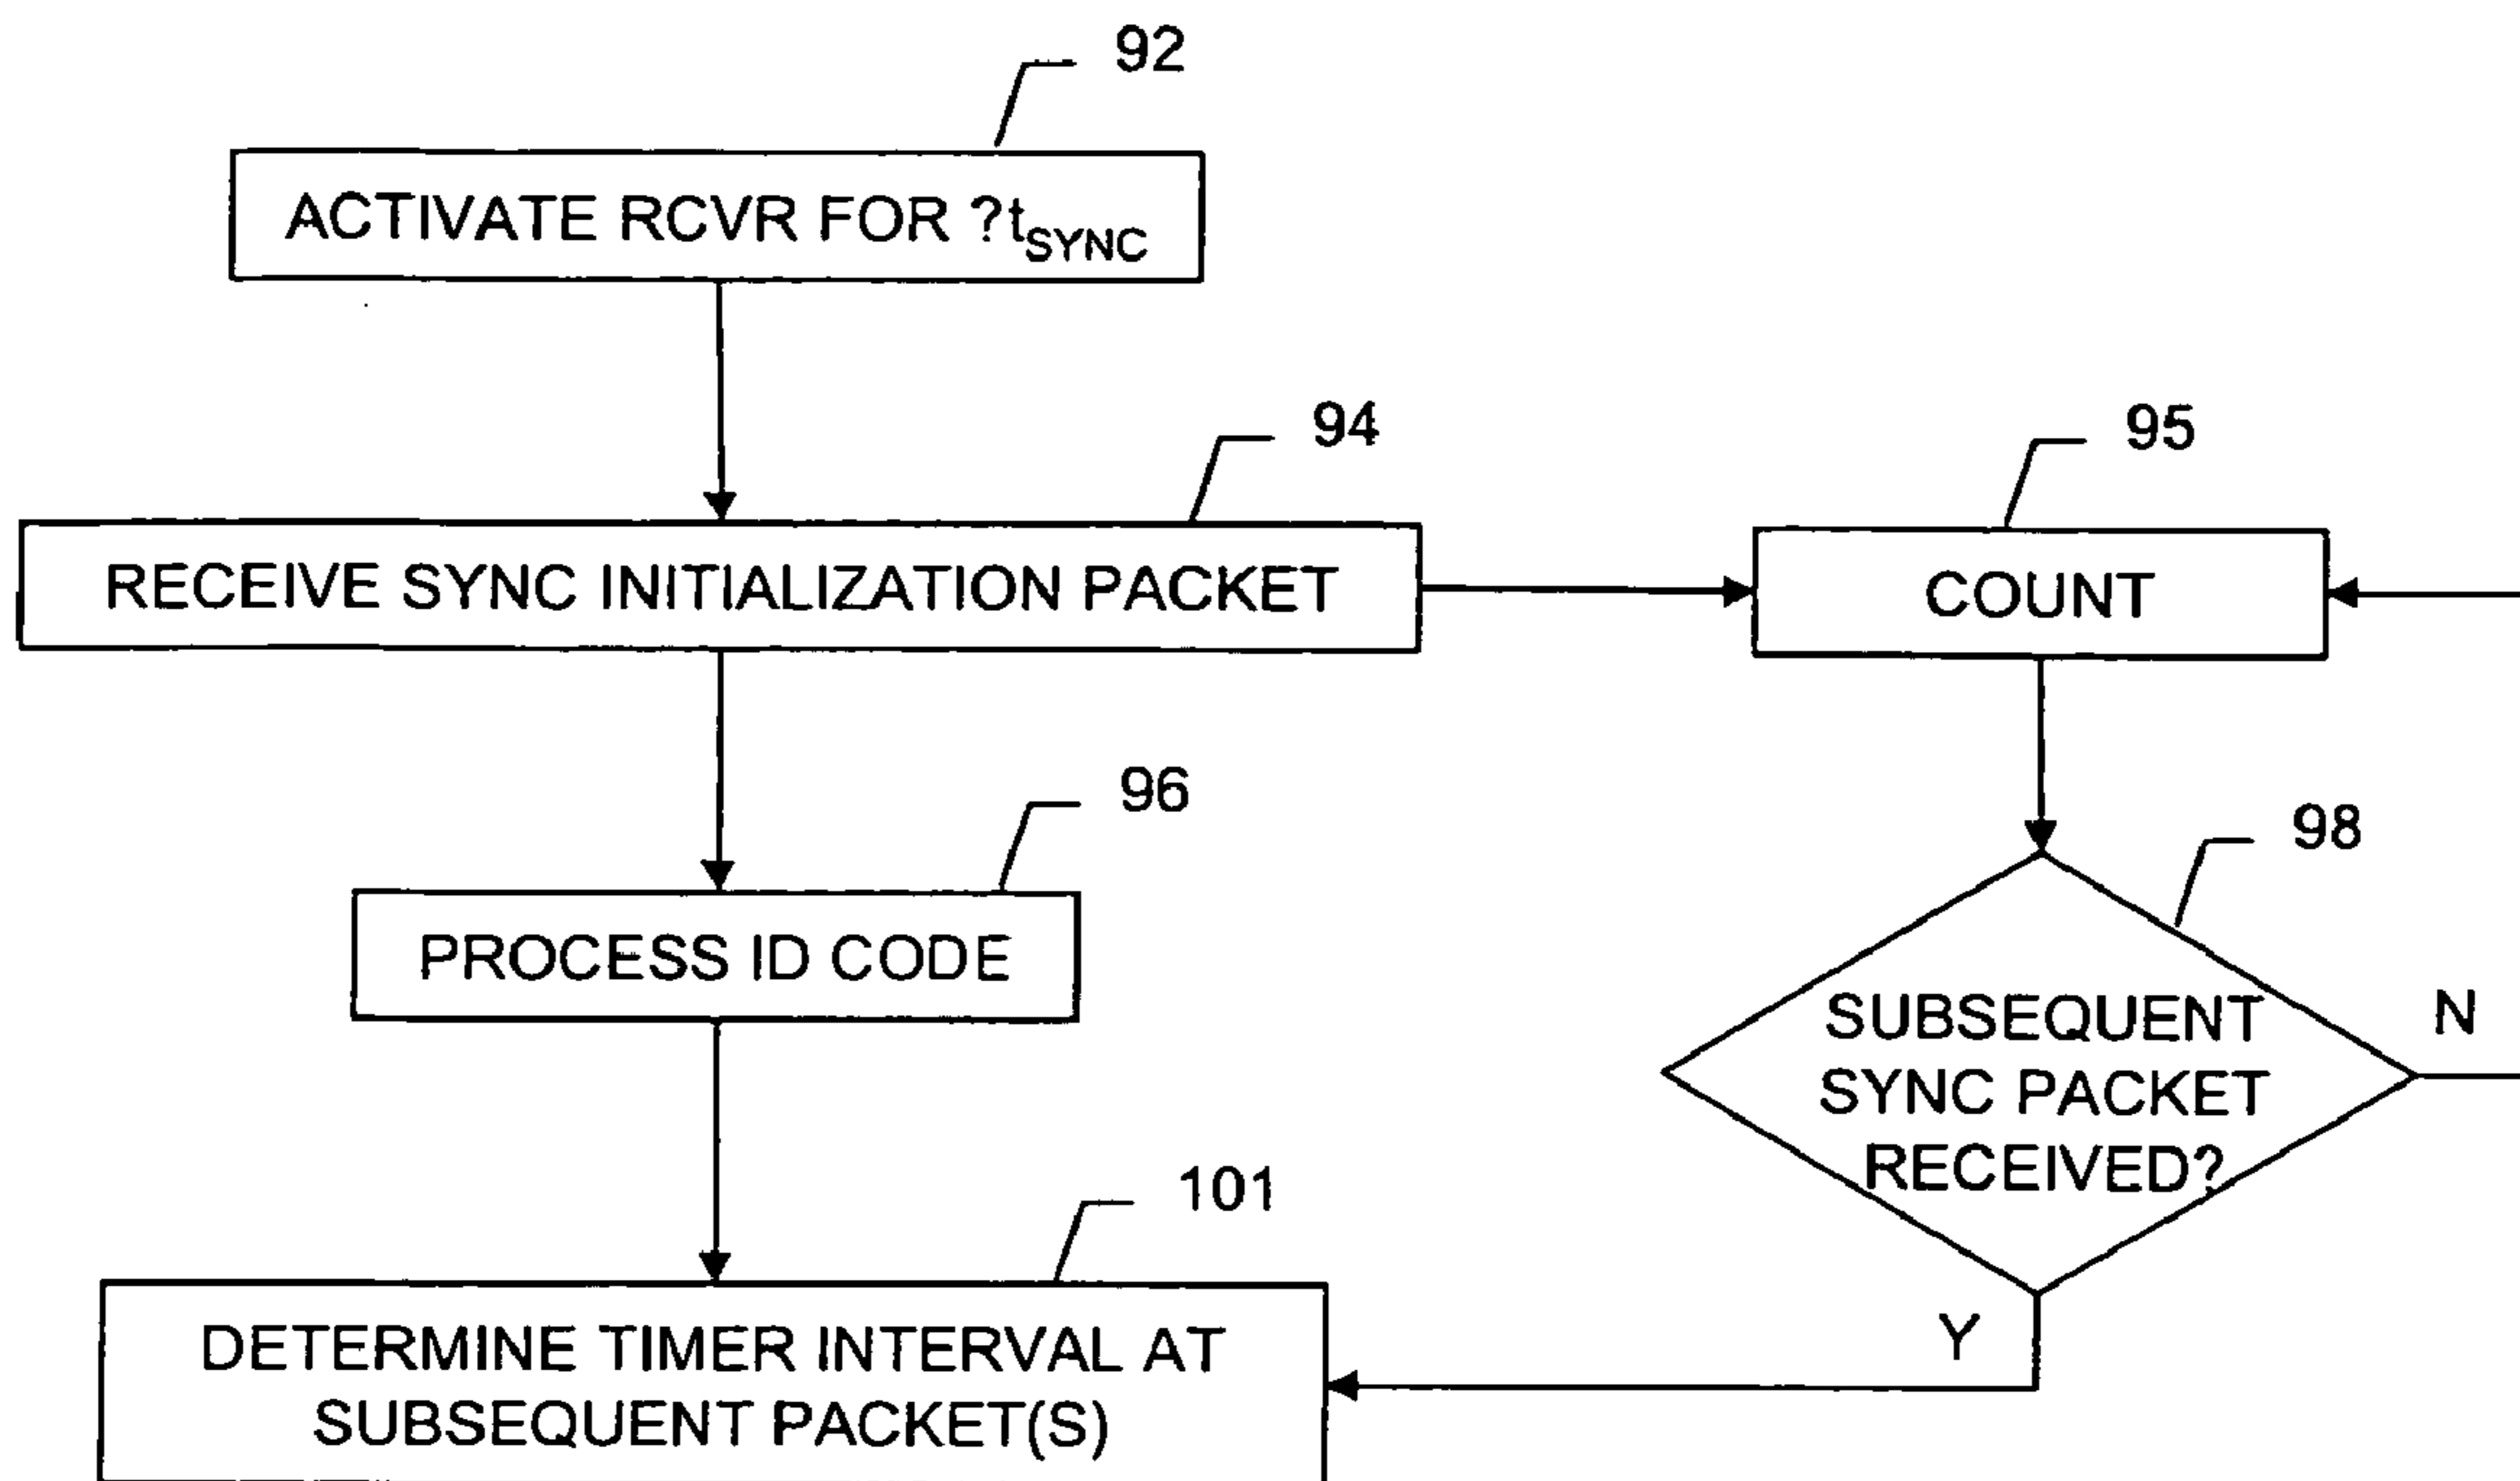 92
ACTIVATE RCVR FOR ?tSYNC
94
RECEIVE SYNC INITIALIZATION PACKET
95
COUNT
96
PROCESS ID CODE
98
SUBSEQUENT
SYNC PACKET
RECEIVED?
N
Y
101
DETERMINE TIMER INTERVAL AT
SUBSEQUENT PACKET(S)